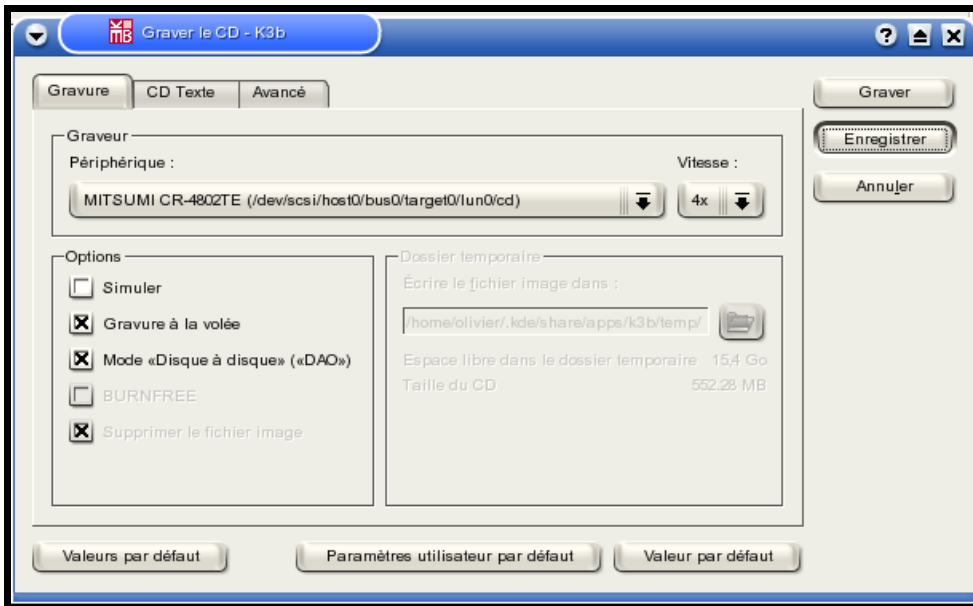 Graver le CD - K3b
Gravure
CD Texte
Avancé
Graver
Enregistrer
Annuler
Graveur
Périphérique :
Vitesse :
MITSUMI CR-4802TE (/dev/scsi/host0/bus0/target0/lun0/cd)
4x
Options
Simuler
Gravure à la volée
Mode «Disque à disque» («DAO»)
BURNFREE
Supprimer le fichier image
Dossier temporaire
Écrire le fichier image dans :
/home/olivier/.kde/share/apps/k3b/temp/
Espace libre dans le dossier temporaire 15,4 Go
Taille du CD 552.28 MB
Valeurs par défaut
Paramètres utilisateur par défaut
Valeur par défaut